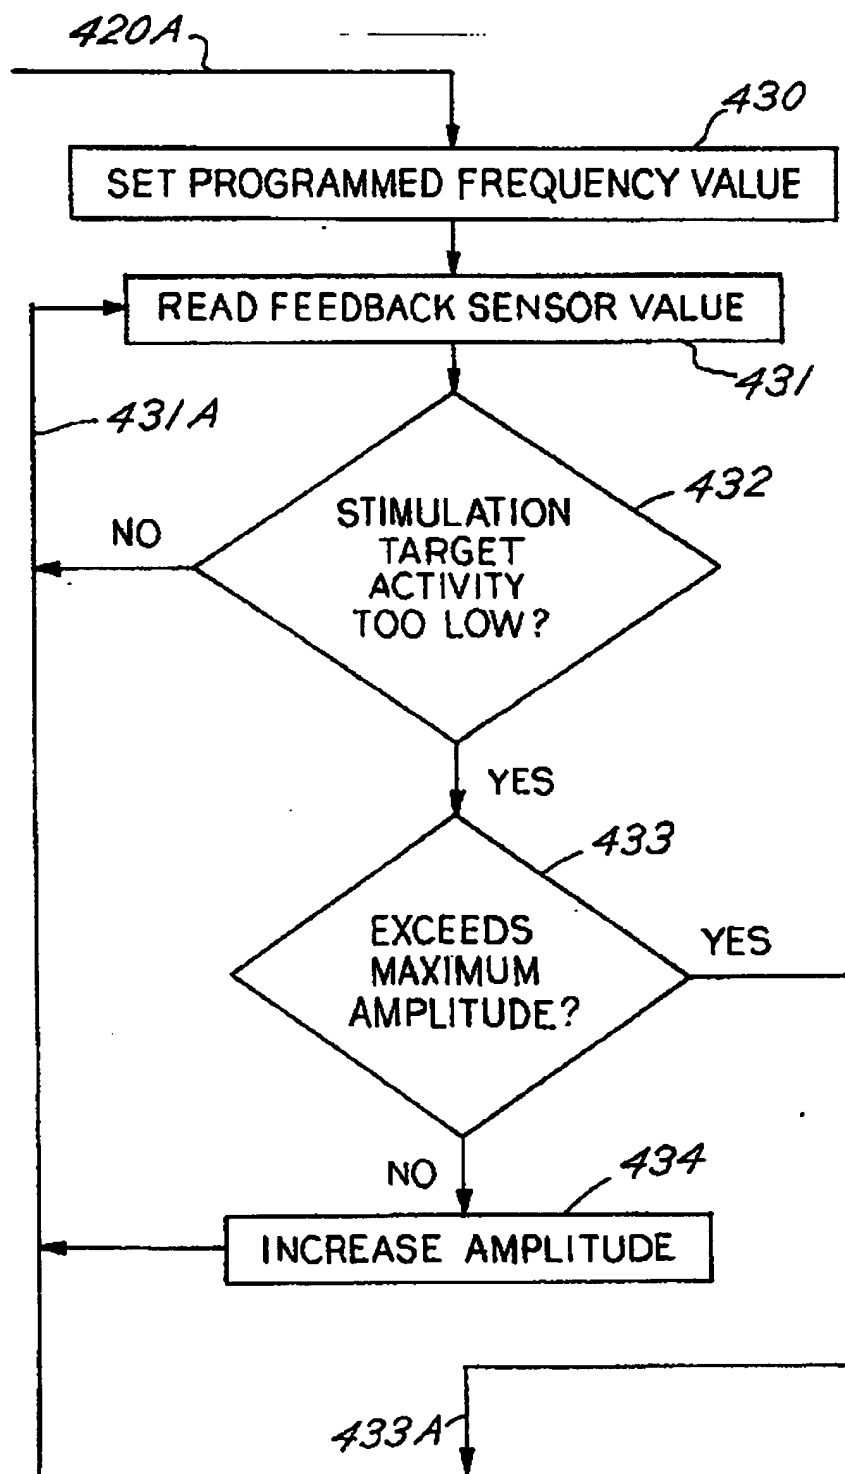 420A
430
SET PROGRAMMED FREQUENCY VALUE
READ FEEDBACK SENSOR VALUE
431
431A
432
STIMULATION
TARGET
ACTIVITY
TOO LOW?
NO
YES
433
EXCEEDS
MAXIMUM
AMPLITUDE?
YES
NO
434
INCREASE AMPLITUDE
433A